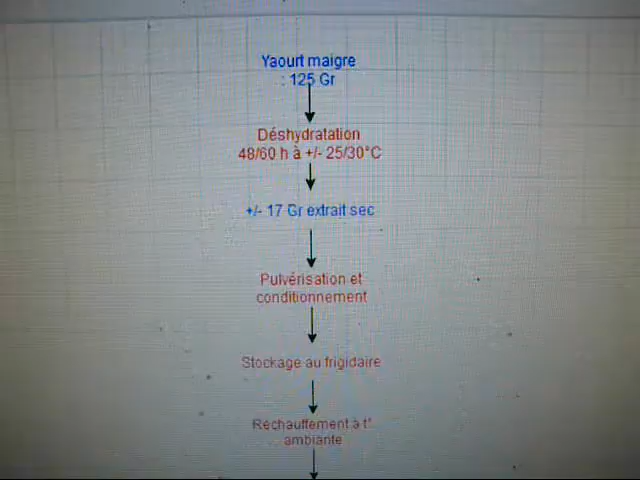 Yaourt maigre
: 125 Gr
Déshydratation
48/60 h à +/- 25/30°C
+/- 17 Gr extrait sec
Pulvérisation et
conditionnement
Stockage au frigidaire
Réchauffement à t°
ambiante